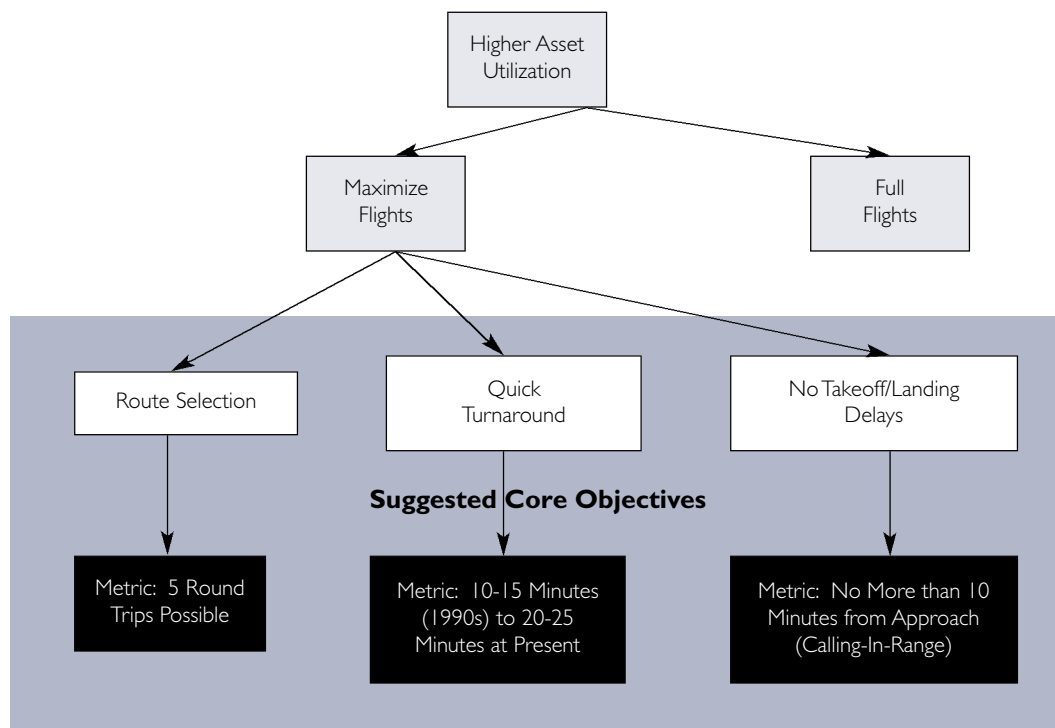 Higher Asset
Utilization
Maximize
Flights
Full
Flights
Route Selection
Quick
Turnaround
No Takeoff/Landing
Delays
Suggested Core Objectives
Metric: 5 Round
Trips Possible
Metric: 10-15 Minutes
(1990s) to 20-25
Minutes at Present
Metric: No More than 10
Minutes from Approach
(Calling-In-Range)